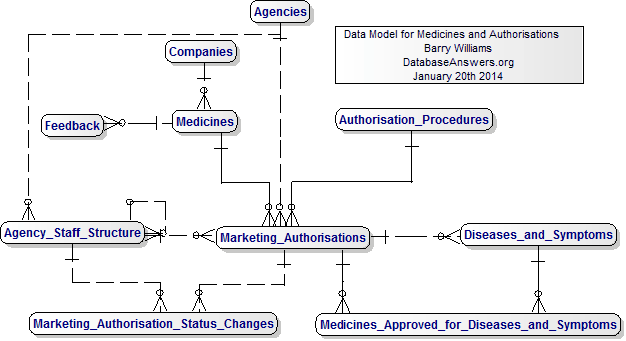 Agencies
Data Model for Medicines and Authorisations
Barry Williams
DatabaseAnswers.org
January 20th 2014
Companies
Feedback
Medicines
Authorisation_Procedures
Agency_Staff_Structure
Marketing_Authorisations
Diseases_and_Symptoms
Marketing_Authorisation_Status_Changes
Medicines_Approved_for_Diseases_and_Symptoms